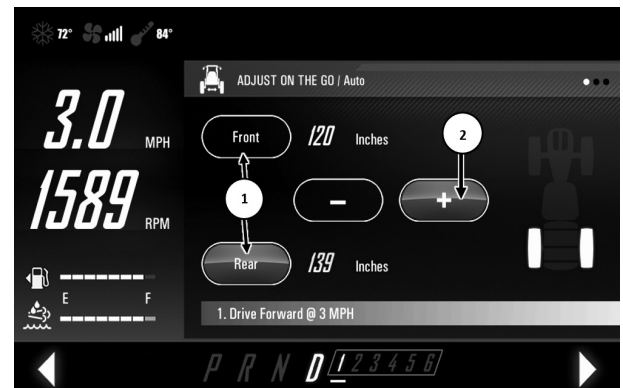 72° 84°
ADJUST ON THE GO / Auto
3.0 MPH
Front 120 Inches
2
1
− +
1589 RPM
Rear 139 Inches
E F
1. Drive Forward @ 3 MPH
P R N D 1 2 3 4 5 6